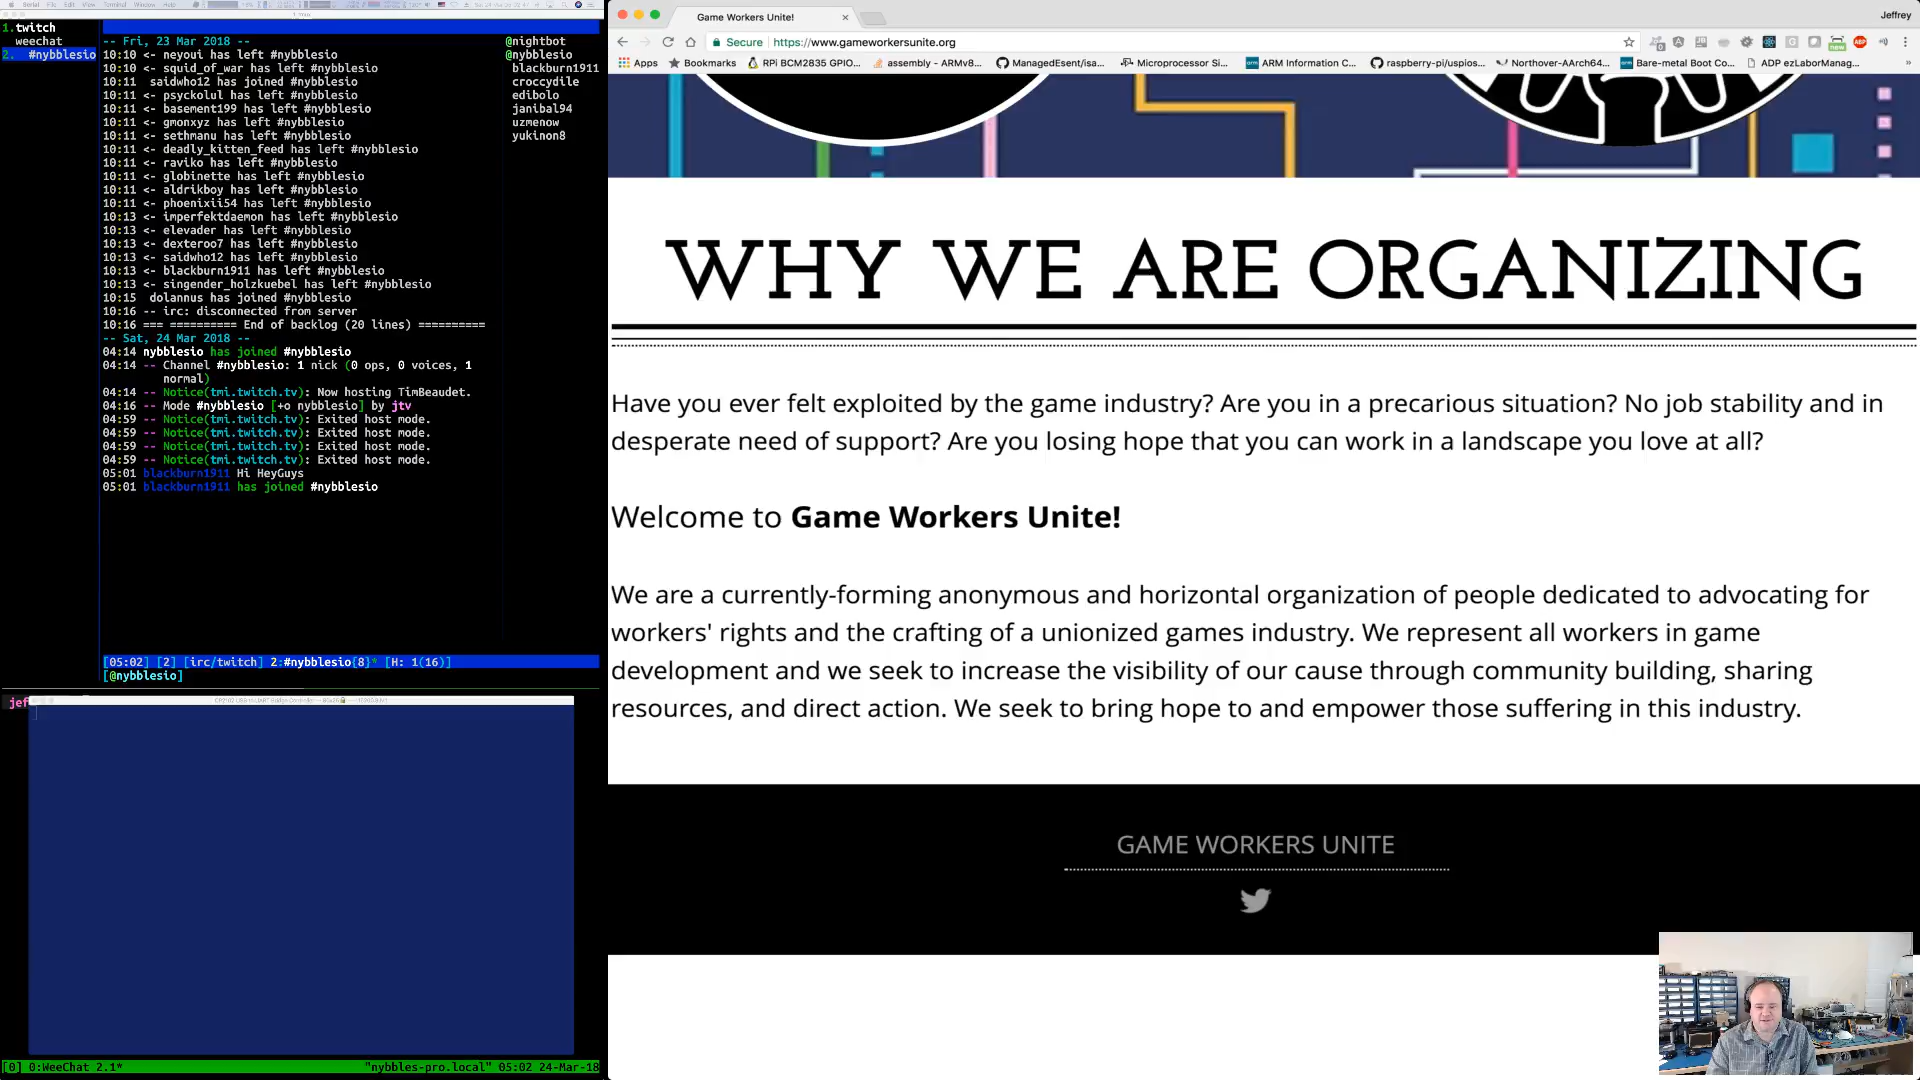 1.twitch
weechat
2. #nybblesio
-- Fri, 23 Mar 2018 --
10:10 <- neyoui has left #nybblesio
10:10 <- squid_of_war has left #nybblesio
10:11 saidwho12 has joined #nybblesio
10:11 <- psyckolul has left #nybblesio
10:11 <- basement199 has left #nybblesio
10:11 <- gmonxyz has left #nybblesio
10:11 <- sethmanu has left #nybblesio
10:11 <- deadly_kitten_feed has left #nybblesio
10:11 <- raviko has left #nybblesio
10:11 <- globinette has left #nybblesio
10:11 <- aldrikboy has left #nybblesio
10:11 <- phoenixii54 has left #nybblesio
10:13 <- imperfektdaemon has left #nybblesio
10:13 <- elevader has left #nybblesio
10:13 <- dexteroo7 has left #nybblesio
10:13 <- saidwho12 has left #nybblesio
10:13 <- blackburn1911 has left #nybblesio
10:13 <- singender_holzkuebel has left #nybblesio
10:15 dolannus has joined #nybblesio
10:16 -- irc: disconnected from server
10:16 === ========== End of backlog (20 lines) ==========
-- Sat, 24 Mar 2018 --
04:14 nybblesio has joined #nybblesio
04:14 -- Channel #nybblesio: 1 nick (0 ops, 0 voices, 1
normal)
04:14 -- Notice(tmi.twitch.tv): Now hosting TimBeaudet.
04:16 -- Mode #nybblesio [+o nybblesio] by jtv
04:59 -- Notice(tmi.twitch.tv): Exited host mode.
04:59 -- Notice(tmi.twitch.tv): Exited host mode.
04:59 -- Notice(tmi.twitch.tv): Exited host mode.
04:59 -- Notice(tmi.twitch.tv): Exited host mode.
05:01 blackburn1911 Hi HeyGuys
05:01 blackburn1911 has joined #nybblesio
@nightbot
@nybblesio
blackburn1911
croccydile
edibolo
janibal94
uzmenow
yukinon8
[05:02] [2] [irc/twitch] 2:#nybblesio{8}* [H: 1(16)]
[@nybblesio]
jef
[0] 0:WeeChat 2.1* "nybbles-pro.local" 05:02 24-Mar-18
Game Workers Unite!
Jeffrey
Secure https://www.gameworkersunite.org
Apps Bookmarks RPi BCM2835 GPIO... assembly - ARMv8... ManagedEsent/isa... Microprocessor Si... ARM Information C... raspberry-pi/uspios... Northover-AArch64... Bare-metal Boot Co... ADP ezLaborManag... »
WHY WE ARE ORGANIZING
Have you ever felt exploited by the game industry? Are you in a precarious situation? No job stability and in
desperate need of support? Are you losing hope that you can work in a landscape you love at all?
Welcome to Game Workers Unite!
We are a currently-forming anonymous and horizontal organization of people dedicated to advocating for
workers' rights and the crafting of a unionized games industry. We represent all workers in game
development and we seek to increase the visibility of our cause through community building, sharing
resources, and direct action. We seek to bring hope to and empower those suffering in this industry.
GAME WORKERS UNITE